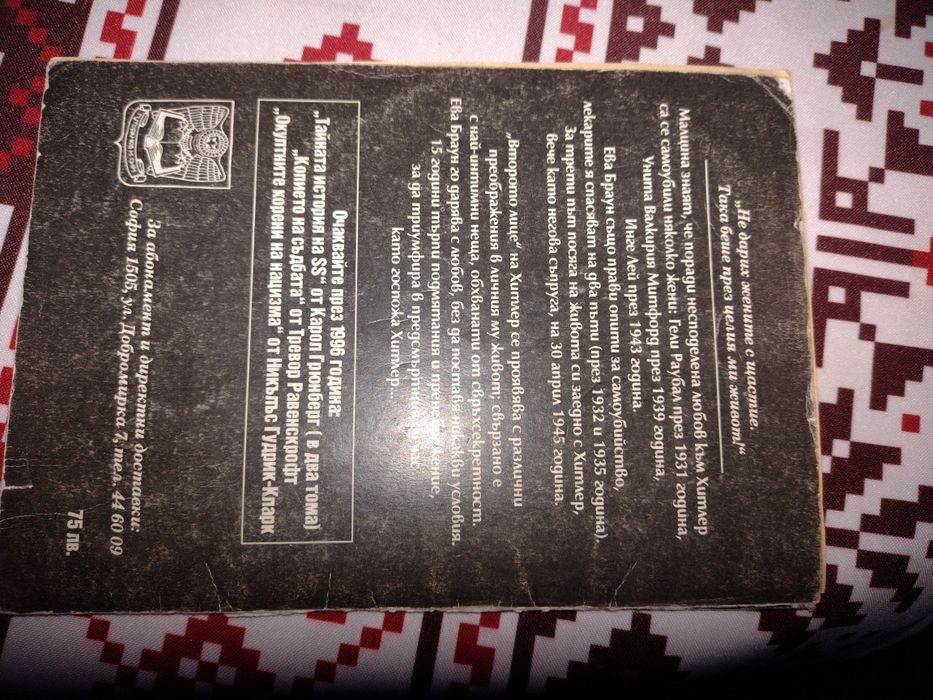 „Не дарих жените с щастие.
Така беше през целия ми живот!“
Малцина знаят, че поради несподелена любов към Хитлер
са се самоубили няколко жени: Гели Раубал през 1931 година,
Унита Валкирия Митфорд през 1939 година,
Инге Лей през 1943 година.
Ева Браун също прави опити за самоубийство,
лекарите я спасяват на два пъти (през 1932 и 1935 година).
За трети път посяга на живота си заедно с Хитлер,
вече като негова съпруга, на 30 април 1945 година.
„Второто лице“ на Хитлер се проявява с различни
преображения в личния му живот; свързано е
с най-интимни неща, обхванати от свръхсекретност.
Ева Браун го дарява с любов, без да поставя никакви условия.
15 години търпи подмятания и пренебрежение,
за да триумфира в предсмъртния
като госпожа Хитлер...
Очаквайте през 1996 година:
„Тайната история на SS“ от Карол Грюнберг ( в два тома)
„Копието на съдбата“ от Тревор Равенскрофт
„Окултните корени на нацизма“ от Никълъс Гудрик-Кларк
За абонамент и директни доставки:
София 1505, ул. Добромирка 7, тел. 44 60 09
75 лв.